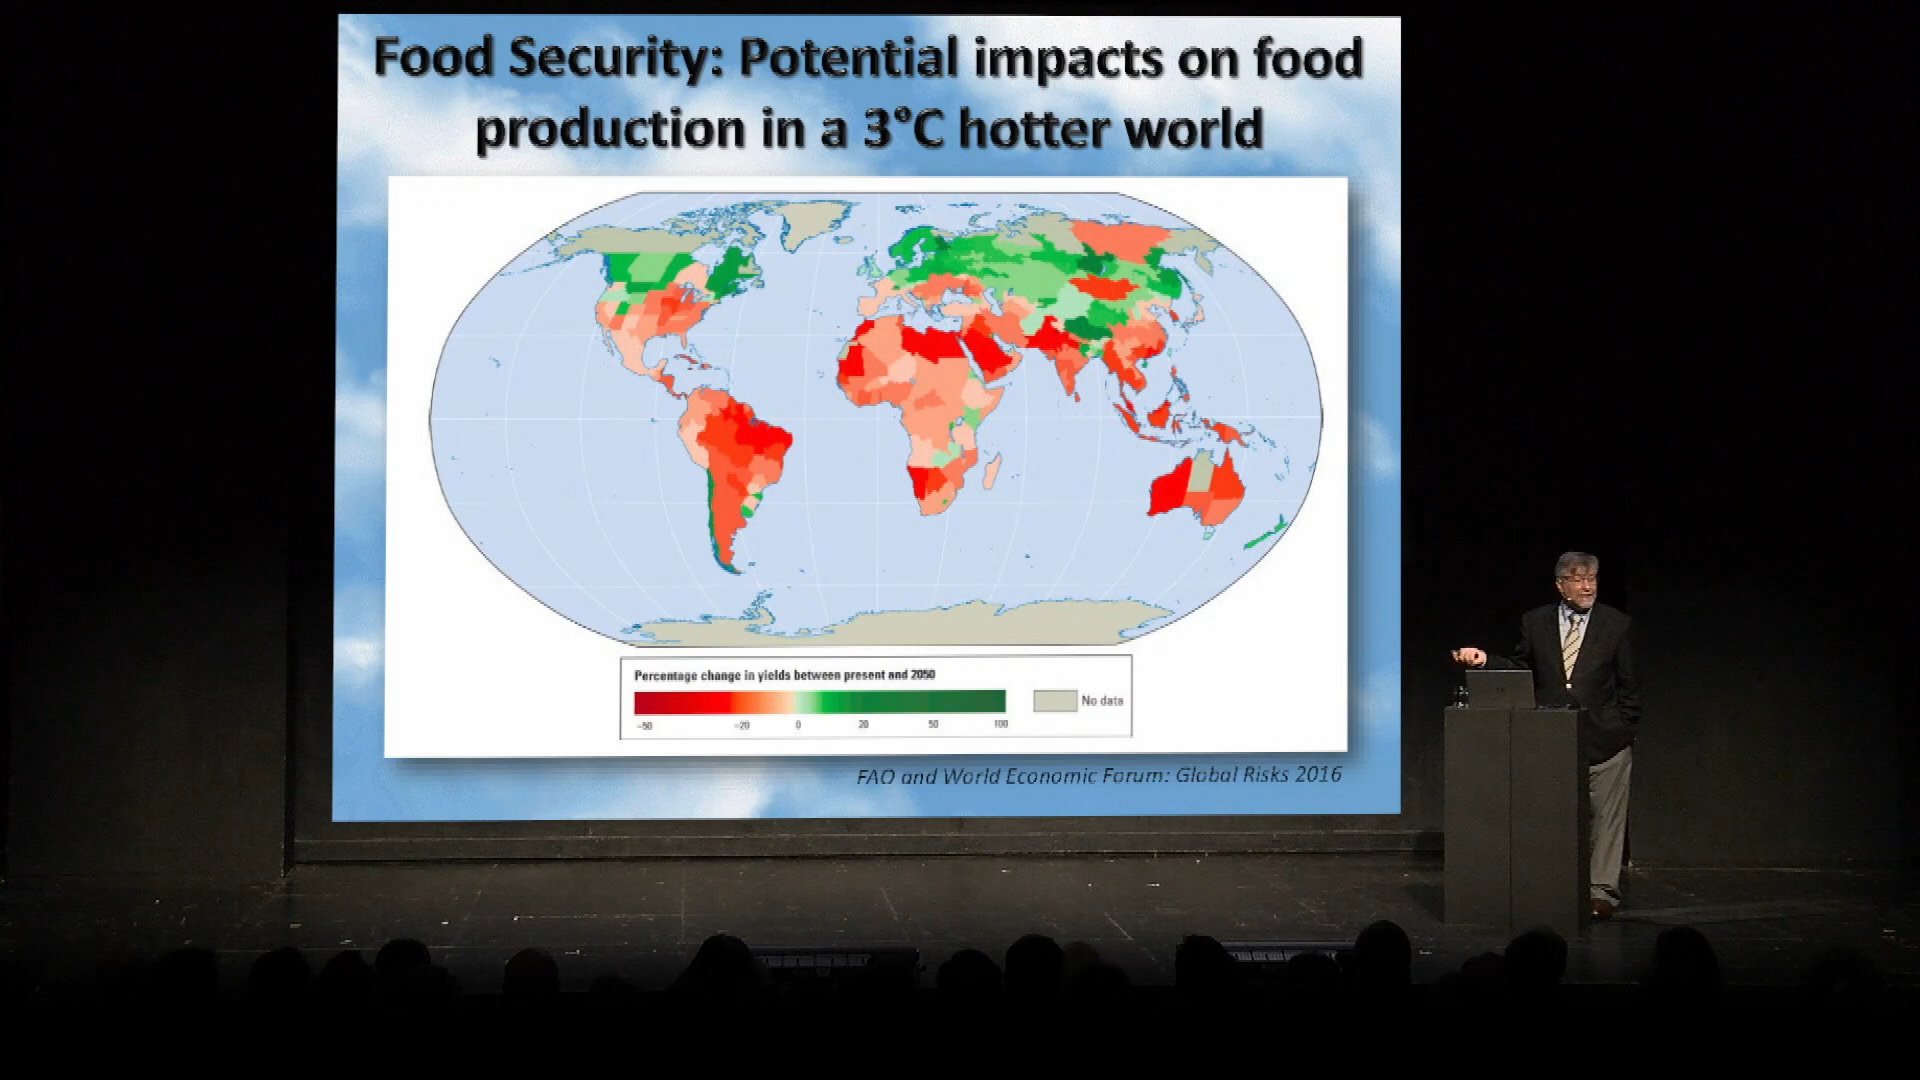 Food Security: Potential impacts on food
production in a 3°C hotter world
Percentage change in yields between present and 2050
-50 -20 0 20 50 100
No data
FAO and World Economic Forum: Global Risks 2016